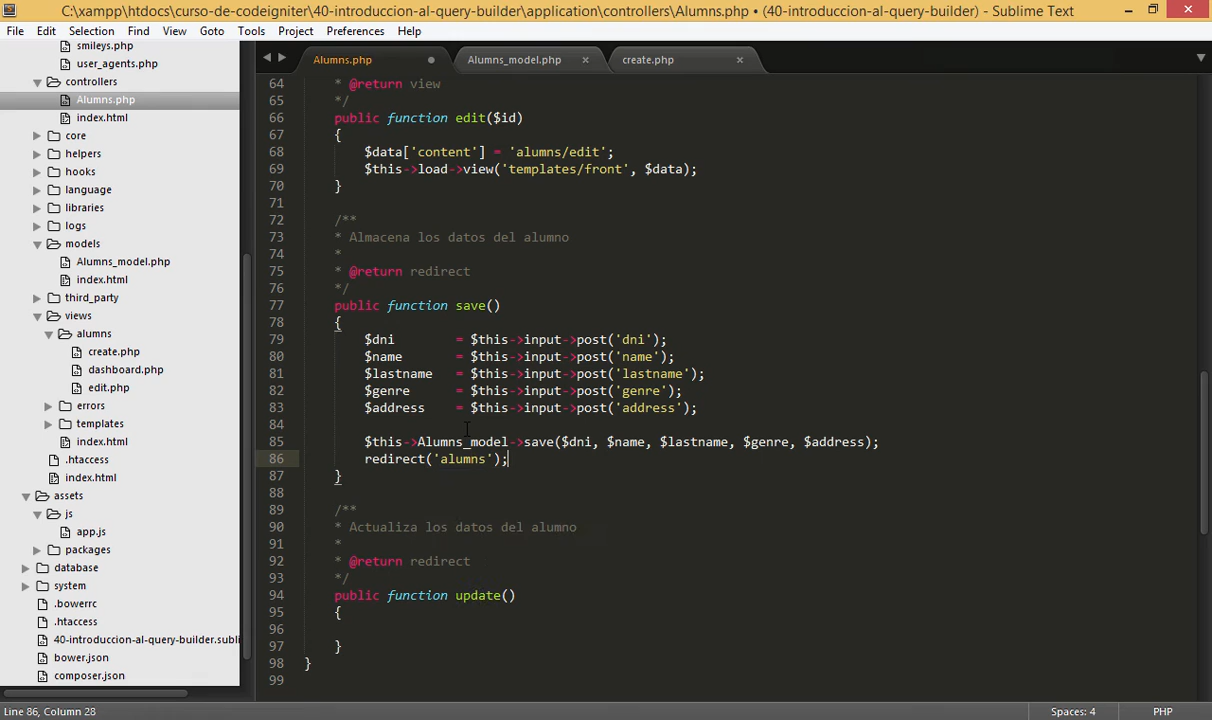 C:\xampp\htdocs\curso-de-codeigniter\40-introduccion-al-query-builder\application\controllers\Alunms.php • (40-introduccion-al-query-builder) - Sublime Text
File Edit Selection Find View Goto Tools Project Preferences Help
smileys.php
user_agents.php
controllers
Alumns.php
index.html
core
helpers
hooks
language
libraries
logs
models
Alumns_model.php
index.html
third_party
views
alumns
create.php
dashboard.php
edit.php
errors
templates
index.html
.htaccess
index.html
assets
js
app.js
packages
database
system
.bowerrc
.htaccess
40-introduccion-al-query-builder.subli
bower.json
composer.json
Alumns.php Alumns_model.php × create.php ×
64 * @return view
65 */
66 public function edit($id)
67 {
68 $data['content'] = 'alumns/edit';
69 $this->load->view('templates/front', $data);
70 }
71
72 /**
73 * Almacena los datos del alumno
74 *
75 * @return redirect
76 */
77 public function save()
78 {
79 $dni = $this->input->post('dni');
80 $name = $this->input->post('name');
81 $lastname = $this->input->post('lastname');
82 $genre = $this->input->post('genre');
83 $address = $this->input->post('address');
84
85 $this->Alumns_model->save($dni, $name, $lastname, $genre, $address);
86 redirect('alumns');
87 }
88
89 /**
90 * Actualiza los datos del alumno
91 *
92 * @return redirect
93 */
94 public function update()
95 {
96
97 }
98 }
99
Line 86, Column 28 Spaces: 4 PHP